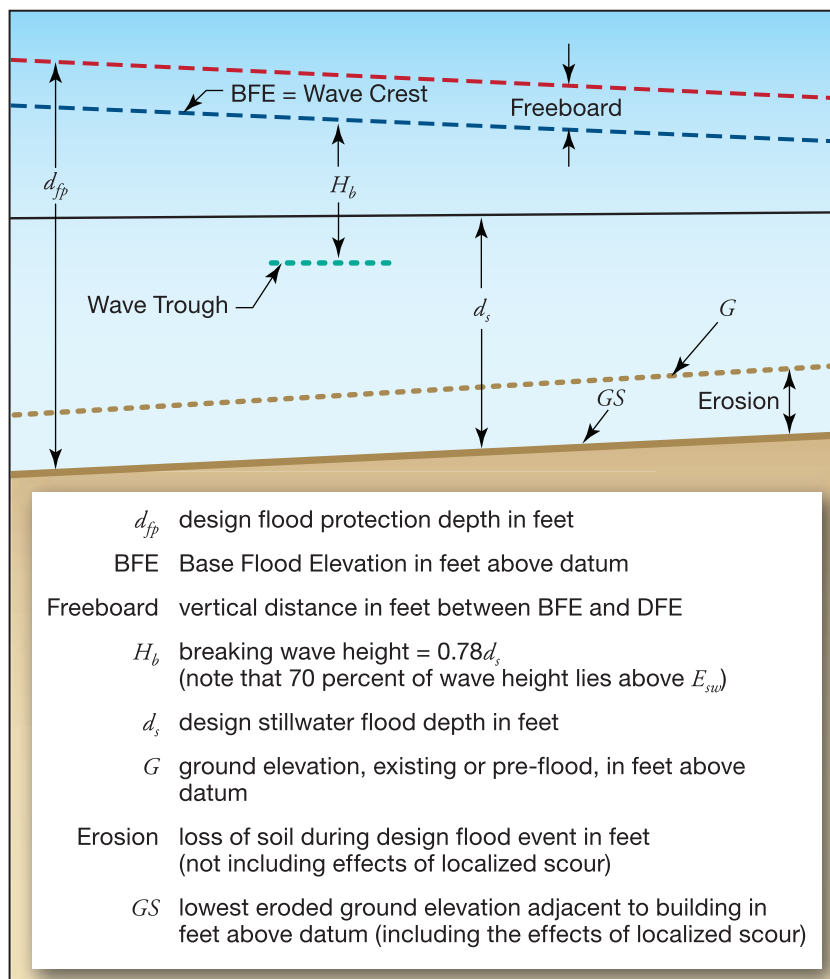 BFE = Wave Crest
Freeboard
d_fp
H_b
Wave Trough
d_s
G
GS
Erosion
d_fp design flood protection depth in feet
BFE Base Flood Elevation in feet above datum
Freeboard vertical distance in feet between BFE and DFE
H_b breaking wave height = 0.78d_s
(note that 70 percent of wave height lies above E_sw)
d_s design stillwater flood depth in feet
G ground elevation, existing or pre-flood, in feet above
datum
Erosion loss of soil during design flood event in feet
(not including effects of localized scour)
GS lowest eroded ground elevation adjacent to building in
feet above datum (including the effects of localized scour)